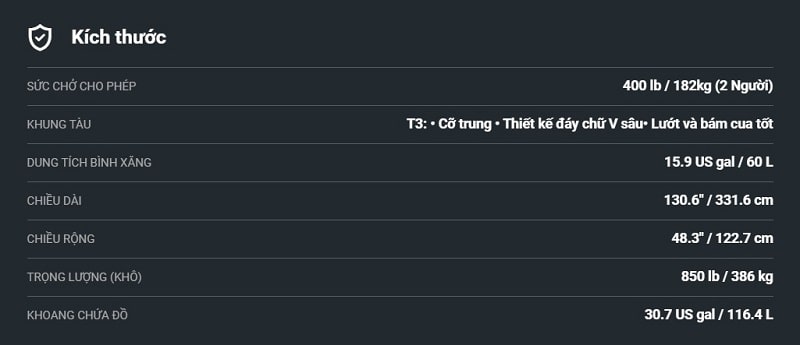 Kích thước
SỨC CHỞ CHO PHÉP 400 lb / 182kg (2 Người)
KHUNG TÀU T3: • Cỡ trung • Thiết kế đáy chữ V sâu• Lướt và bám cua tốt
DUNG TÍCH BÌNH XĂNG 15.9 US gal / 60 L
CHIỀU DÀI 130.6" / 331.6 cm
CHIỀU RỘNG 48.3" / 122.7 cm
TRỌNG LƯỢNG (KHÔ) 850 lb / 386 kg
KHOANG CHỨA ĐỒ 30.7 US gal / 116.4 L